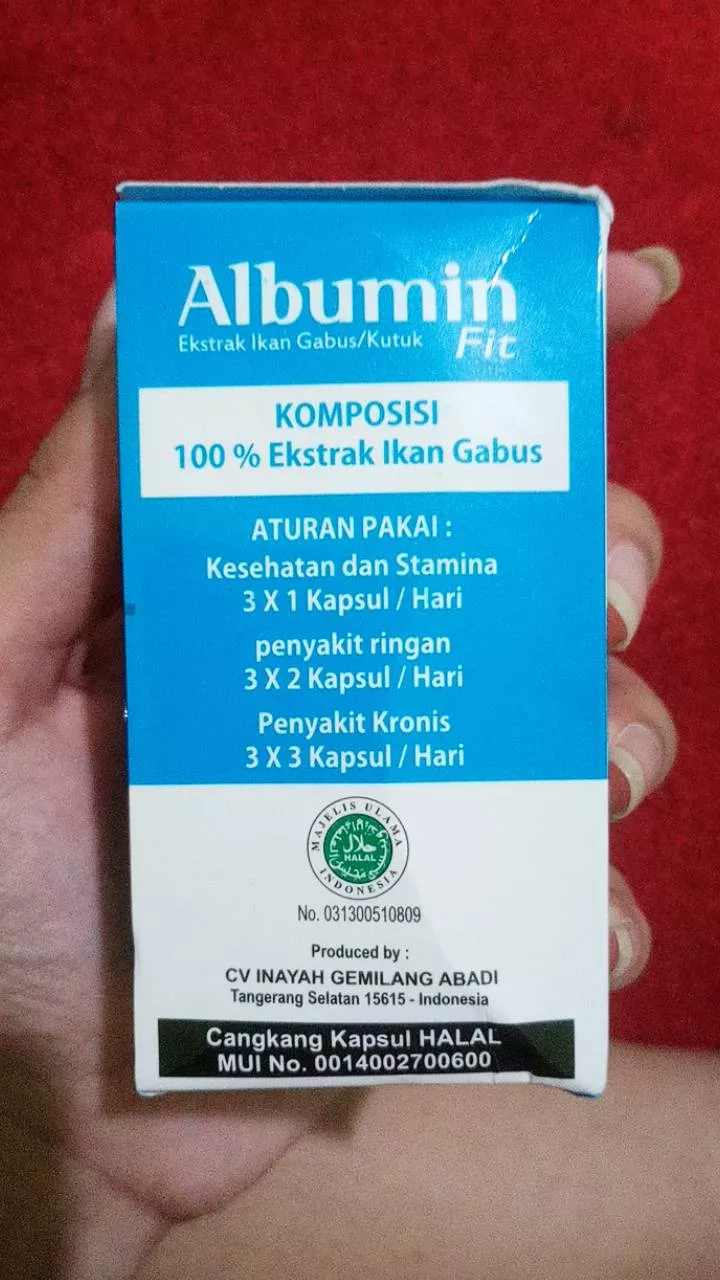 Albumin
Ekstrak Ikan Gabus/Kutuk
Fit
KOMPOSISI
100 % Ekstrak Ikan Gabus
ATURAN PAKAI :
Kesehatan dan Stamina
3 X 1 Kapsul / Hari
penyakit ringan
3 X 2 Kapsul / Hari
Penyakit Kronis
3 X 3 Kapsul / Hari
MAJELIS ULAMA
حلال
HALAL
INDONESIA
No. 031300510809
Produced by :
CV INAYAH GEMILANG ABADI
Tangerang Selatan 15615 - Indonesia
Cangkang Kapsul HALAL
MUI No. 0014002700600